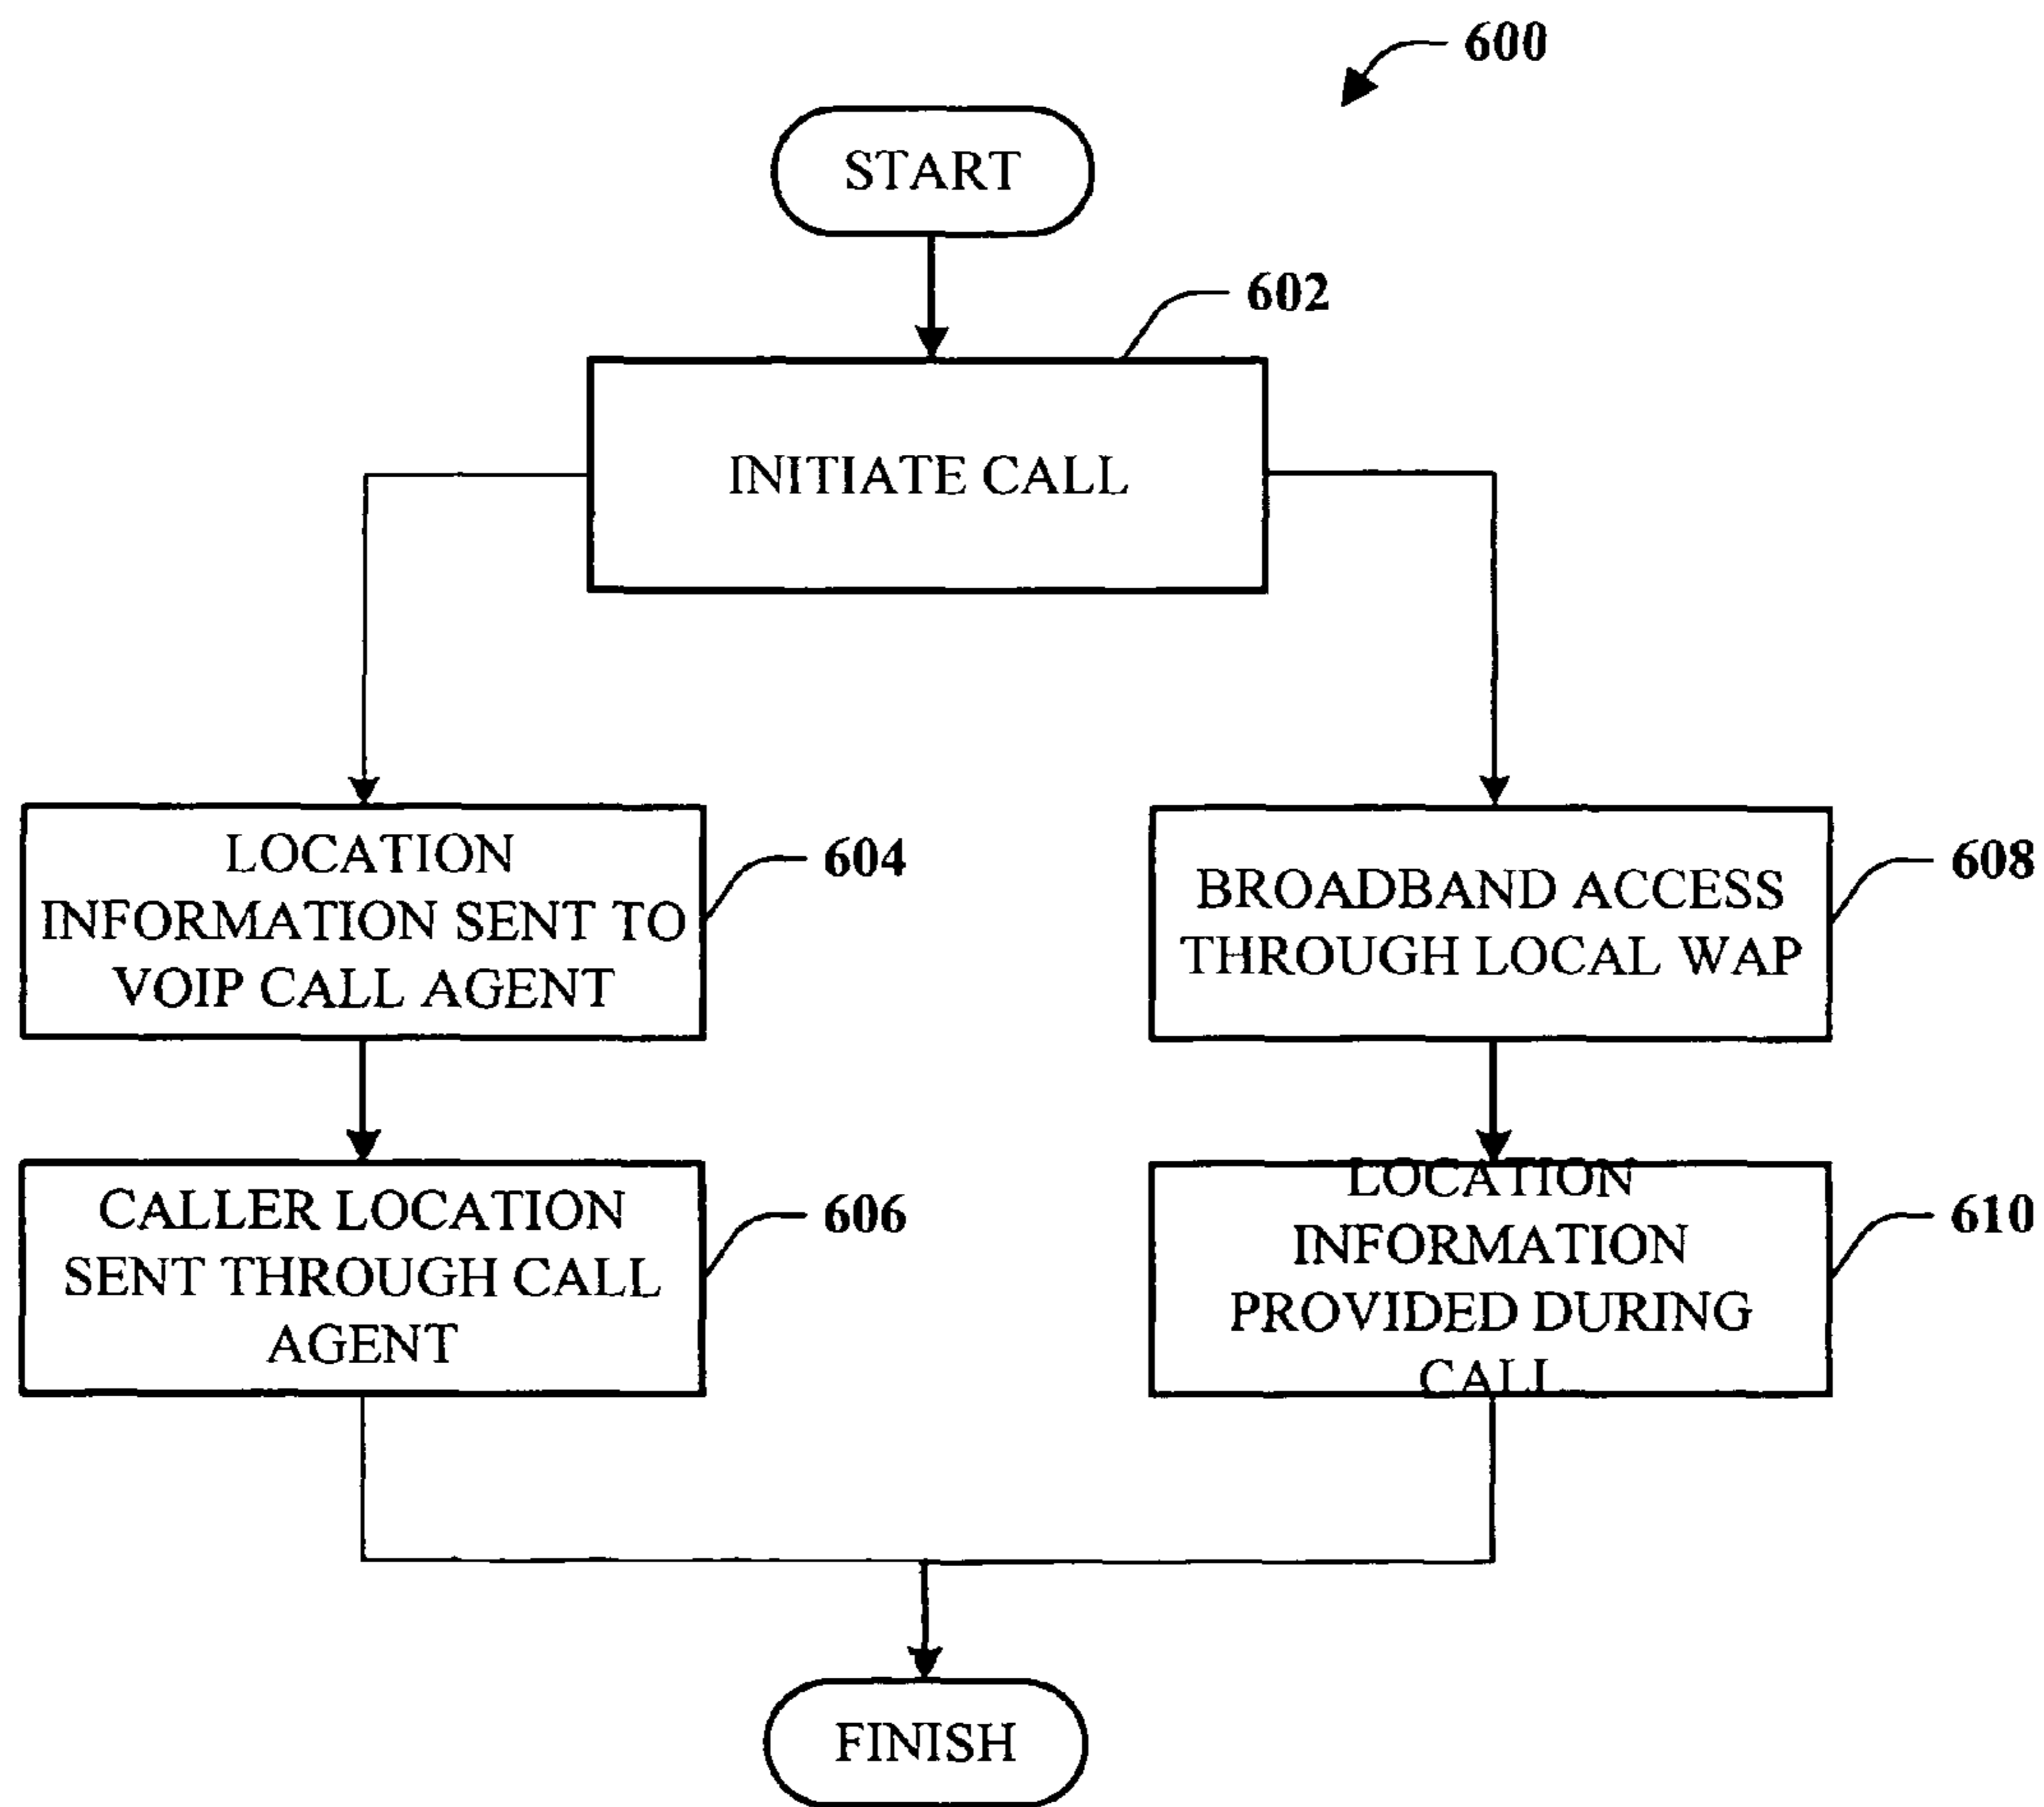 600
START
602
INITIATE CALL
LOCATION
INFORMATION SENT TO
VOIP CALL AGENT
604
BROADBAND ACCESS
THROUGH LOCAL WAP
608
CALLER LOCATION
SENT THROUGH CALL
AGENT
606
LOCATION
INFORMATION
PROVIDED DURING
CALL
610
FINISH